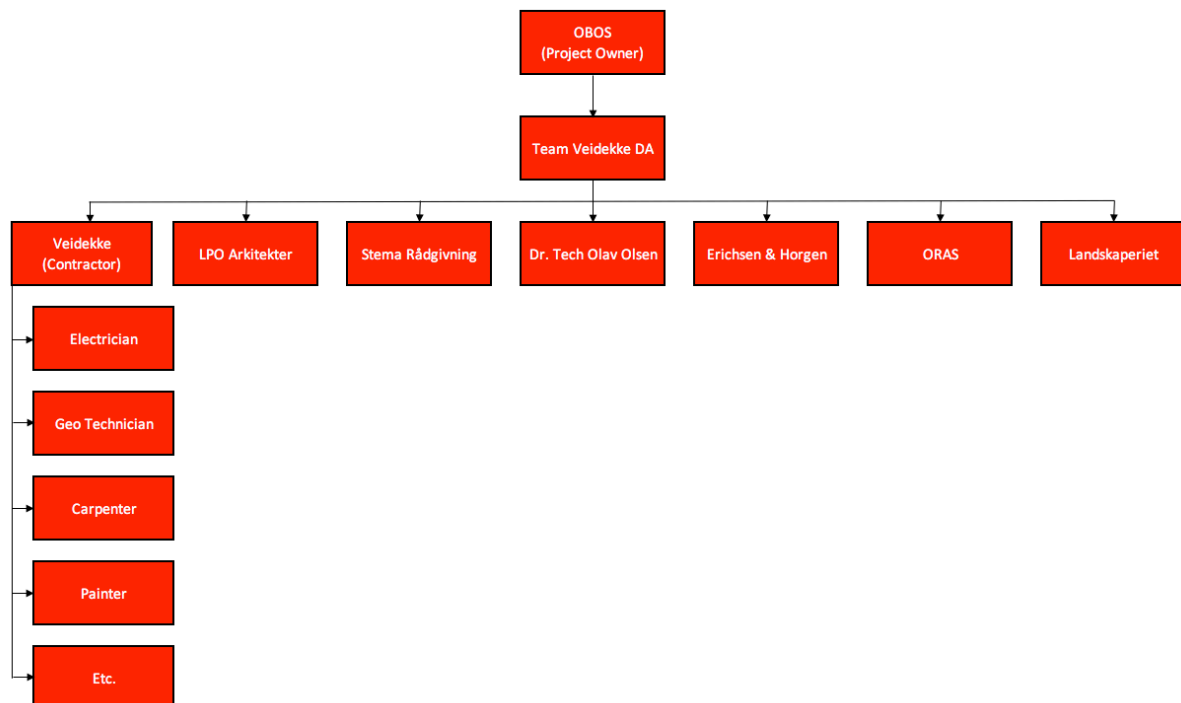 OBOS
(Project Owner)
Team Veidekke DA
Veidekke
(Contractor)
LPO Arkitekter
Stema Rådgivning
Dr. Tech Olav Olsen
Erichsen & Horgen
ORAS
Landskaperiet
Electrician
Geo Technician
Carpenter
Painter
Etc.